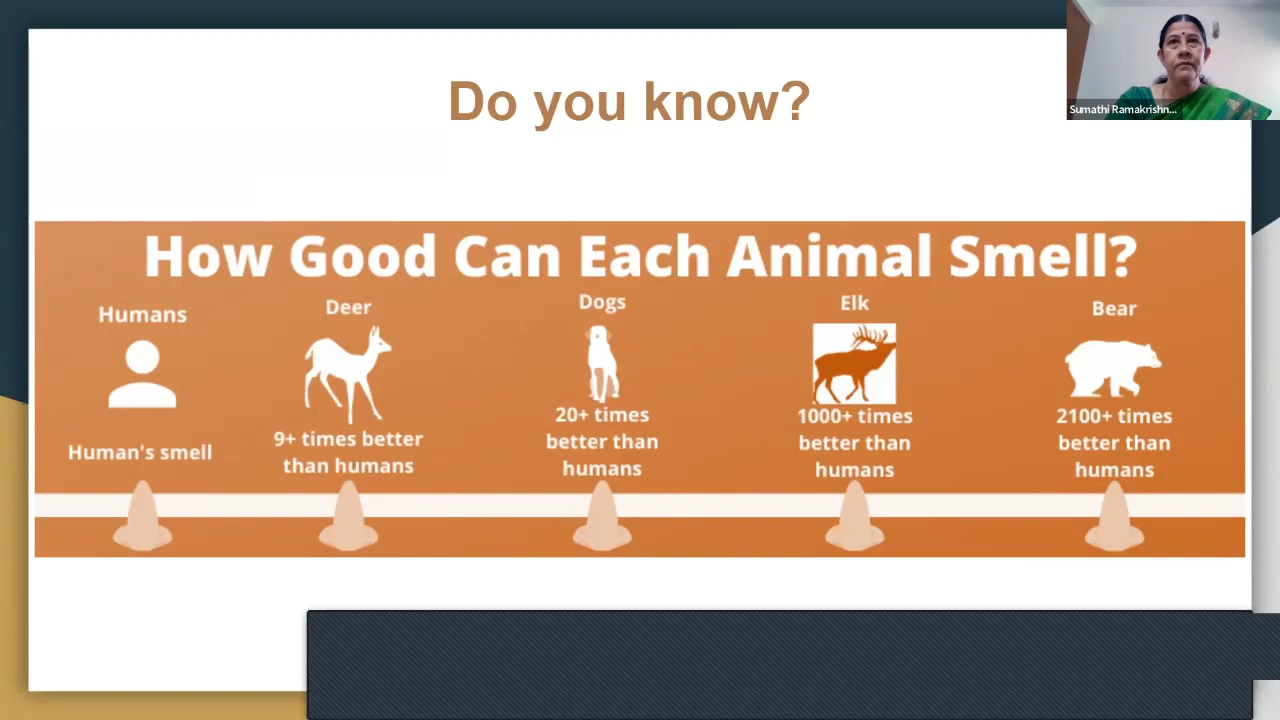 Do you know?
Sumathi Ramakrishn...
How Good Can Each Animal Smell?
Humans
Human's smell
Deer
9+ times better
than humans
Dogs
20+ times
better than
humans
Elk
1000+ times
better than
humans
Bear
2100+ times
better than
humans